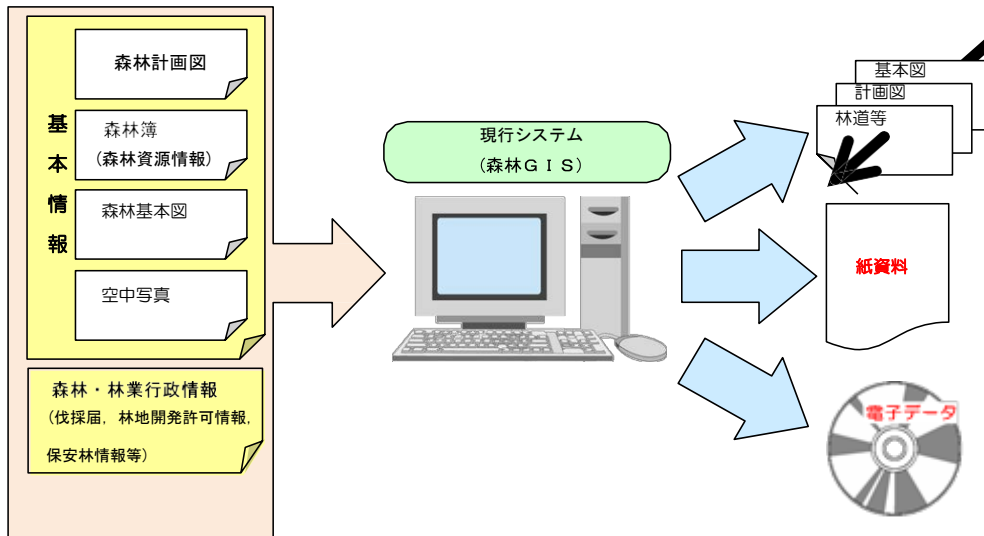 基本情報
森林計画図
森林簿
(森林資源情報)
森林基本図
空中写真
森林・林業行政情報
(伐採届，林地開発許可情報，
保安林情報等)
現行システム
(森林ＧＩＳ)
基本図
計画図
林道等
紙資料
電子データ